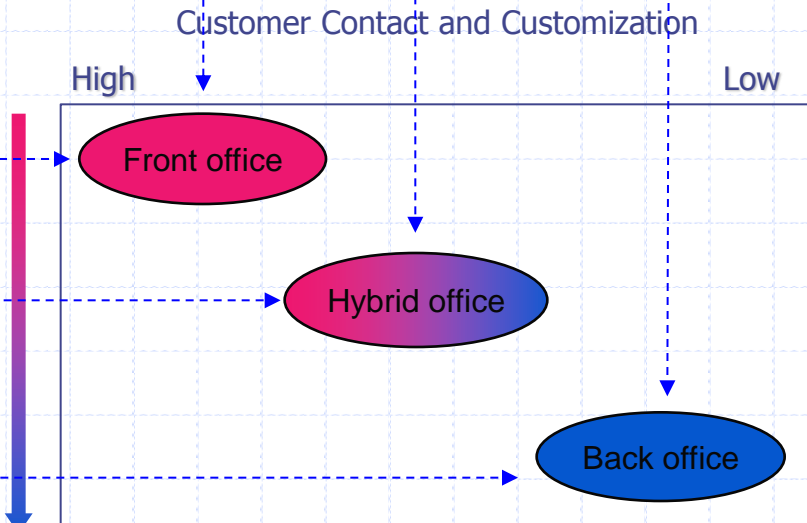 Customer Contact and Customization
High
Low
Front office
Hybrid office
Back office